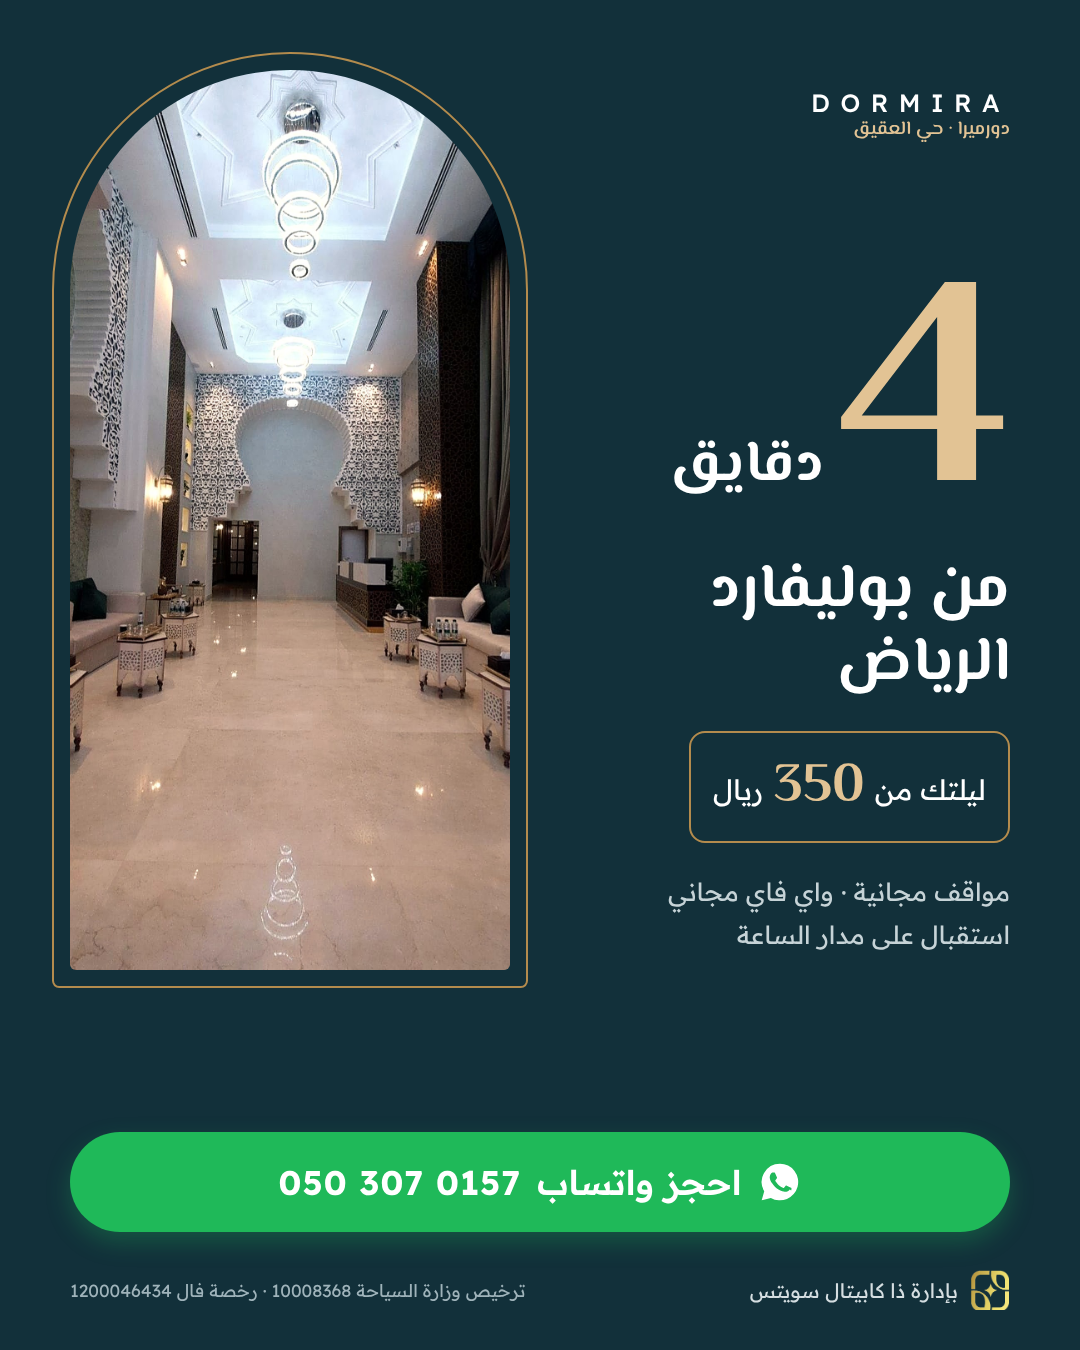 DORMIRA
دورميرا · حي العقيق
4 دقايق
من بوليفارد
الرياض
ليلتك من 350 ريال
مواقف مجانية · واي فاي مجاني
استقبال على مدار الساعة
احجز واتساب 050 307 0157
بإدارة ذا كابيتال سويتس
ترخيص وزارة السياحة 10008368 · رخصة فال 1200046434